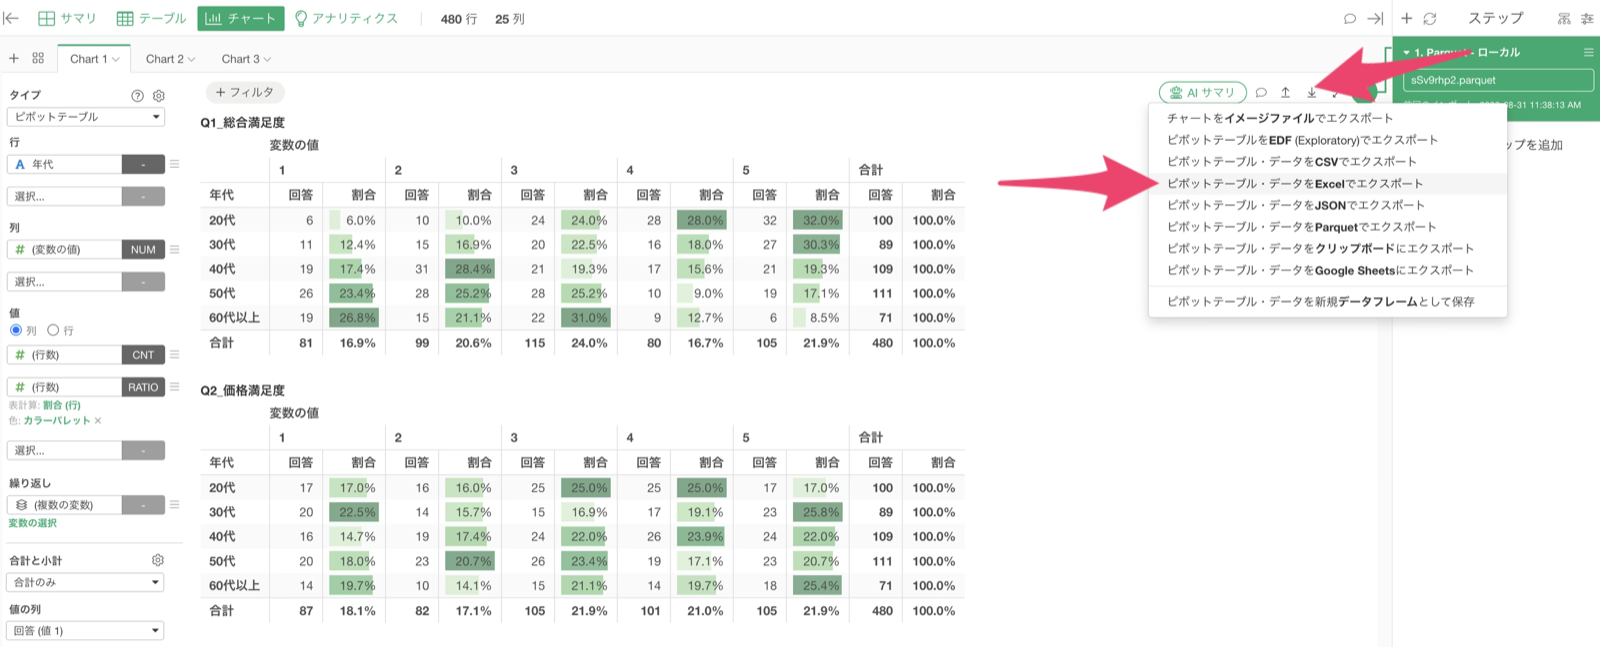 サマリ テーブル チャート アナリティクス 480 行 25 列 ステップ
Chart 1 Chart 2 Chart 3
タイプ
ピボットテーブル
行
A 年代 -
選択... -
列
# (変数の値) NUM
選択... -
値
列 行
# (行数) CNT
# (行数) RATIO
表計算: 割合 (行)
色: カラーパレット ×
選択... -
繰り返し
(複数の変数) -
変数の選択
合計と小計
合計のみ
値の列
回答 (値 1)
+ フィルタ
AI サマリ
Q1_総合満足度
変数の値
1 2 3 4 5 合計
年代 回答 割合 回答 割合 回答 割合 回答 割合 回答 割合 回答 割合
20代 6 6.0% 10 10.0% 24 24.0% 28 28.0% 32 32.0% 100 100.0%
30代 11 12.4% 15 16.9% 20 22.5% 16 18.0% 27 30.3% 89 100.0%
40代 19 17.4% 31 28.4% 21 19.3% 17 15.6% 21 19.3% 109 100.0%
50代 26 23.4% 28 25.2% 28 25.2% 10 9.0% 19 17.1% 111 100.0%
60代以上 19 26.8% 15 21.1% 22 31.0% 9 12.7% 6 8.5% 71 100.0%
合計 81 16.9% 99 20.6% 115 24.0% 80 16.7% 105 21.9% 480 100.0%
Q2_価格満足度
変数の値
1 2 3 4 5 合計
年代 回答 割合 回答 割合 回答 割合 回答 割合 回答 割合 回答 割合
20代 17 17.0% 16 16.0% 25 25.0% 25 25.0% 17 17.0% 100 100.0%
30代 20 22.5% 14 15.7% 15 16.9% 17 19.1% 23 25.8% 89 100.0%
40代 16 14.7% 19 17.4% 24 22.0% 26 23.9% 24 22.0% 109 100.0%
50代 20 18.0% 23 20.7% 26 23.4% 19 17.1% 23 20.7% 111 100.0%
60代以上 14 19.7% 10 14.1% 15 21.1% 14 19.7% 18 25.4% 71 100.0%
合計 87 18.1% 82 17.1% 105 21.9% 101 21.0% 105 21.9% 480 100.0%
チャートをイメージファイルでエクスポート
ピボットテーブルをEDF (Exploratory)でエクスポート
ピボットテーブル・データをCSVでエクスポート
ピボットテーブル・データをExcelでエクスポート
ピボットテーブル・データをJSONでエクスポート
ピボットテーブル・データをParquetでエクスポート
ピボットテーブル・データをクリップボードにエクスポート
ピボットテーブル・データをGoogle Sheetsにエクスポート
ピボットテーブル・データを新規データフレームとして保存
1. Parquet - ローカル
sSv9rhp2.parquet
11:38:13 AM
ップを追加